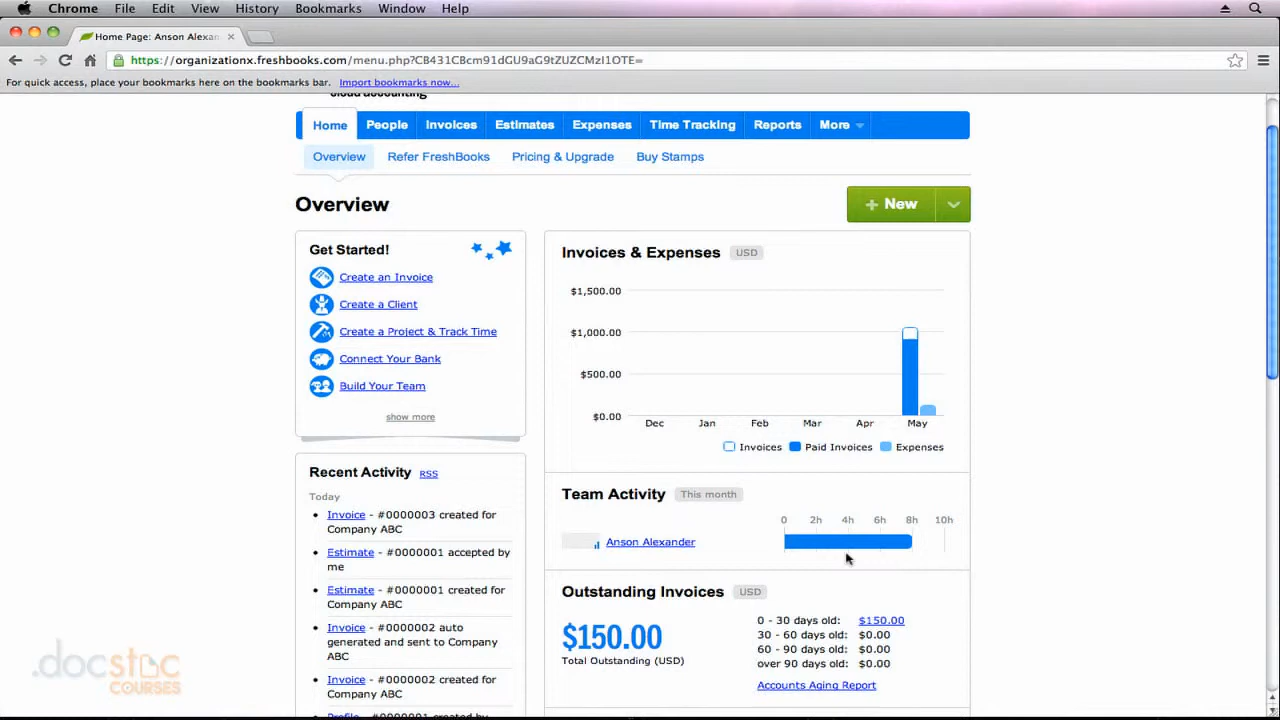 Chrome File Edit View History Bookmarks Window Help
Home Page: Anson Alexan
https://organizationx.freshbooks.com/menu.php?CB431CBcm91dGU9aG9tZUZCMzI1OTE=
For quick access, place your bookmarks here on the bookmarks bar. Import bookmarks now...
cloud accounting
Home People Invoices Estimates Expenses Time Tracking Reports More
Overview Refer FreshBooks Pricing & Upgrade Buy Stamps
Overview
+ New
Get Started!
Create an Invoice
Create a Client
Create a Project & Track Time
Connect Your Bank
Build Your Team
show more
Recent Activity RSS
Today
Invoice - #0000003 created for
Company ABC
Estimate - #0000001 accepted by
me
Estimate - #0000001 created for
Company ABC
Invoice - #0000002 auto
generated and sent to Company
ABC
Invoice - #0000002 created for
Company ABC
Profile - #0000001 created by
Invoices & Expenses USD
$1,500.00
$1,000.00
$500.00
$0.00
Dec Jan Feb Mar Apr May
Invoices Paid Invoices Expenses
Team Activity This month
0 2h 4h 6h 8h 10h
Anson Alexander
Outstanding Invoices USD
$150.00
Total Outstanding (USD)
0 - 30 days old: $150.00
30 - 60 days old: $0.00
60 - 90 days old: $0.00
over 90 days old: $0.00
Accounts Aging Report
.docstoc
COURSES